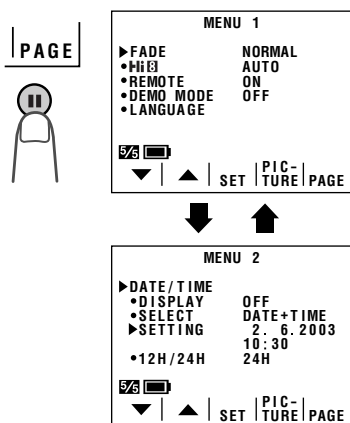 PAGE
MENU 1
▶FADE NORMAL
•Hi8 AUTO
•REMOTE ON
•DEMO MODE OFF
•LANGUAGE
5/5
▼ | ▲ | SET | PIC-TURE | PAGE
MENU 2
▶DATE/TIME
•DISPLAY OFF
•SELECT DATE+TIME
▶SETTING 2. 6.2003
10:30
•12H/24H 24H
5/5
▼ | ▲ | SET | PIC-TURE | PAGE